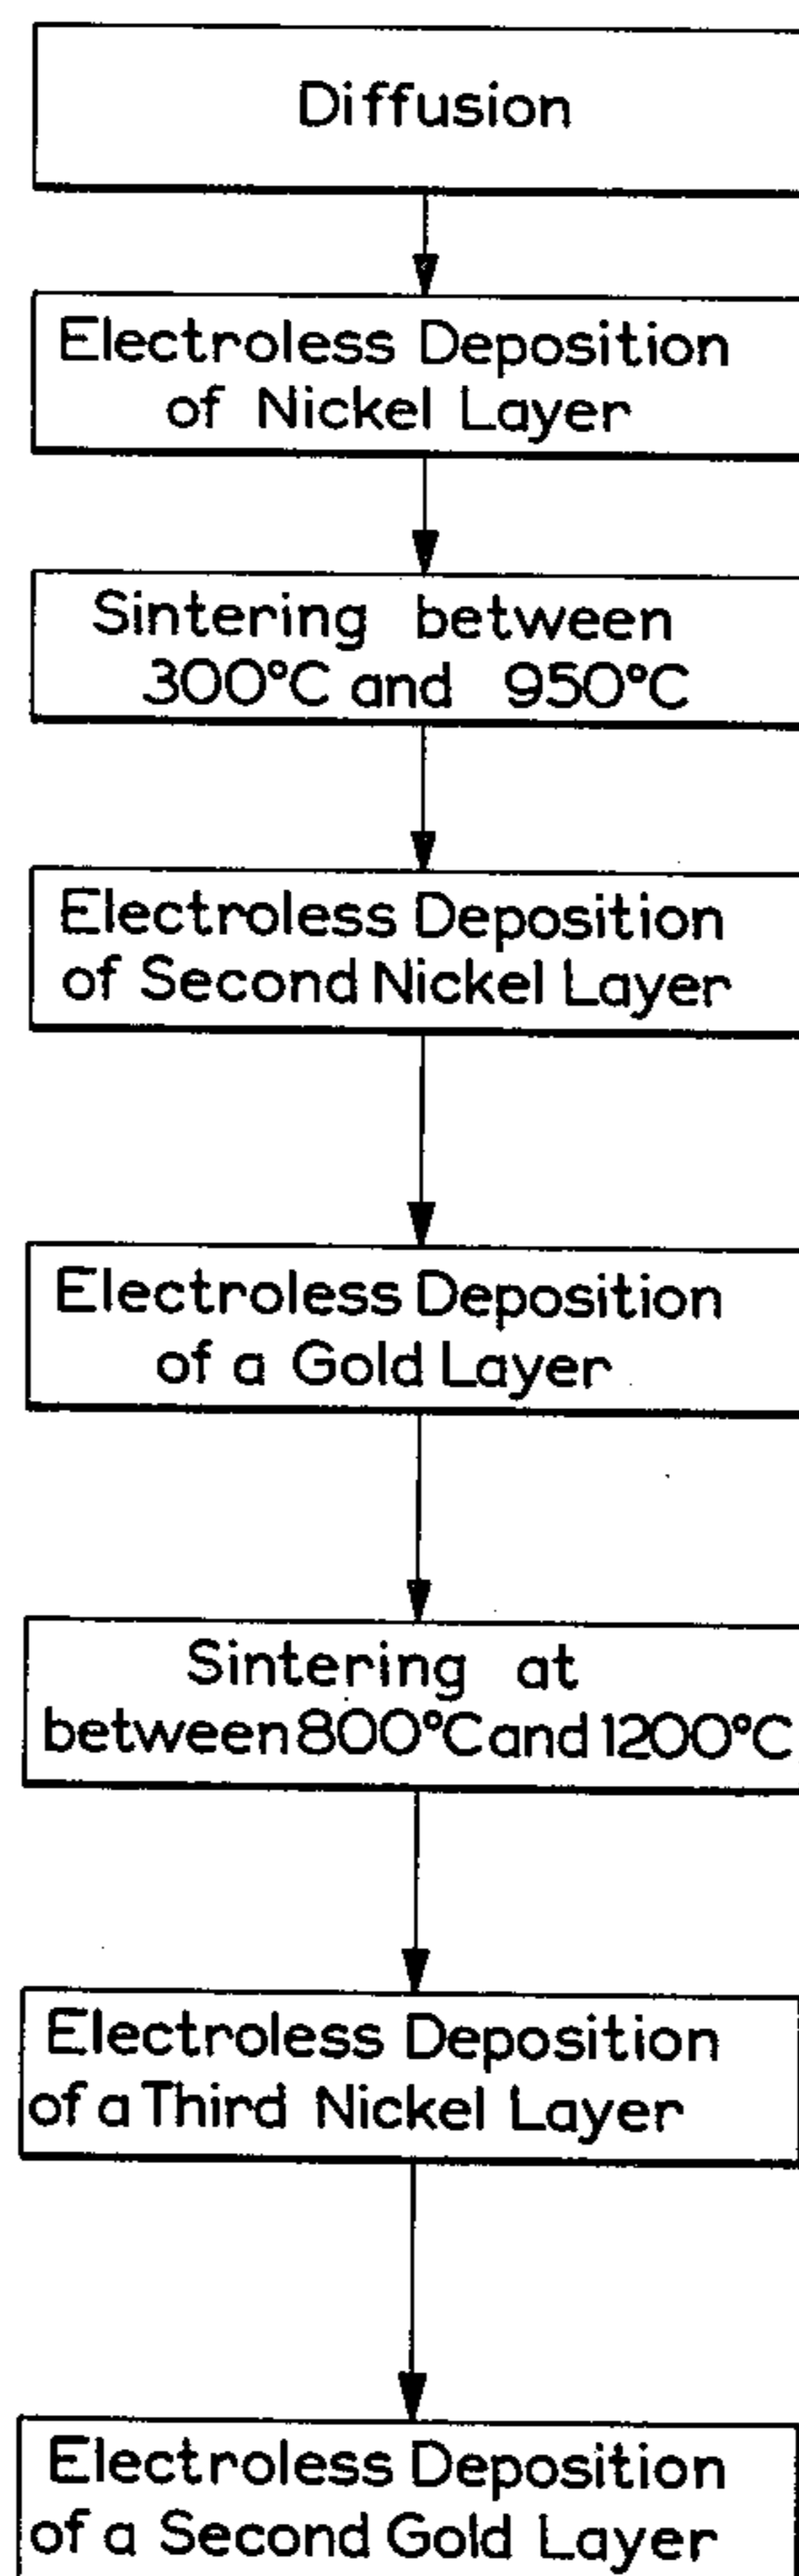 Diffusion
Electroless Deposition
of Nickel Layer
Sintering between
300°C and 950°C
Electroless Deposition
of Second Nickel Layer
Electroless Deposition
of a Gold Layer
Sintering at
between 800°C and 1200°C
Electroless Deposition
of a Third Nickel Layer
Electroless Deposition
of a Second Gold Layer